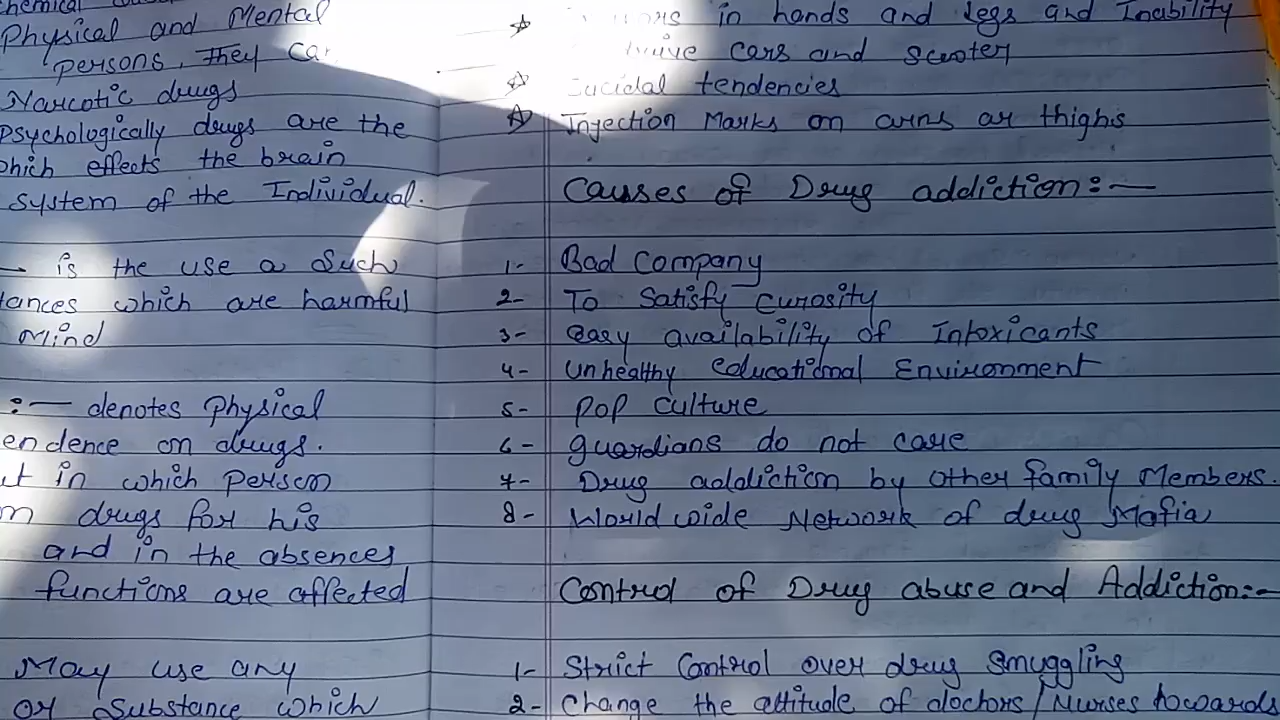 Physical and Mental
persons, they ca
Narcotic drugs
Psychologically drugs are the
which effects the brain
system of the Individual.
is the use a Such
tances which are harmful
Mind
:— denotes Physical
endence on drugs.
t in which Person
drugs for his
and in the absences
functions are affected
May use any
or Substance which
in hands and legs and Inability
cars and scooter
Sucidal tendencies
Injection Marks on arms or thighs
Causes of Drug addiction:—
1- Bad Company
2- To Satisfy curosity
3- easy availability of Intoxicants
4- unhealthy educational Environment
5- Pop culture
6- guardians do not care
7- Drug addiction by other family Members.
8- World wide Network of drug Mafia
Control of Drug abuse and Addiction:-
1- Strict Control over drug smuggling
2- Change the attitude of doctors/Nurses towards